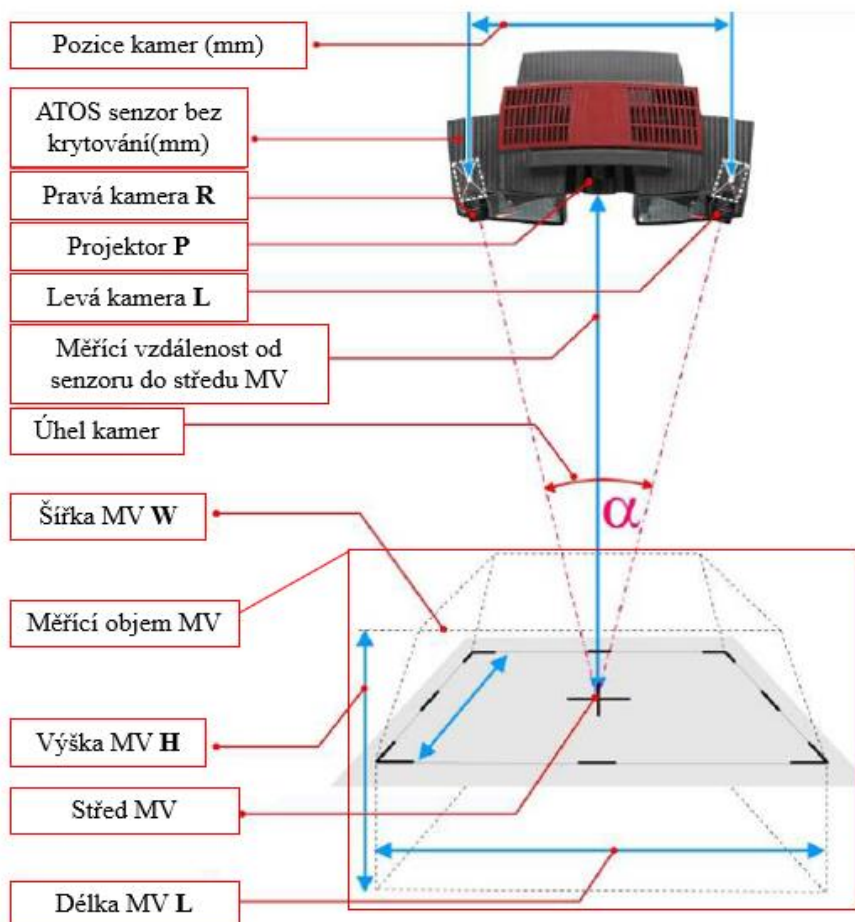 Pozice kamer (mm)
ATOS senzor bez
krytování(mm)
Pravá kamera R
Projektor P
Levá kamera L
Měřící vzdálenost od
senzoru do středu MV
Úhel kamer
α
Šířka MV W
Měřící objem MV
Výška MV H
Střed MV
Délka MV L